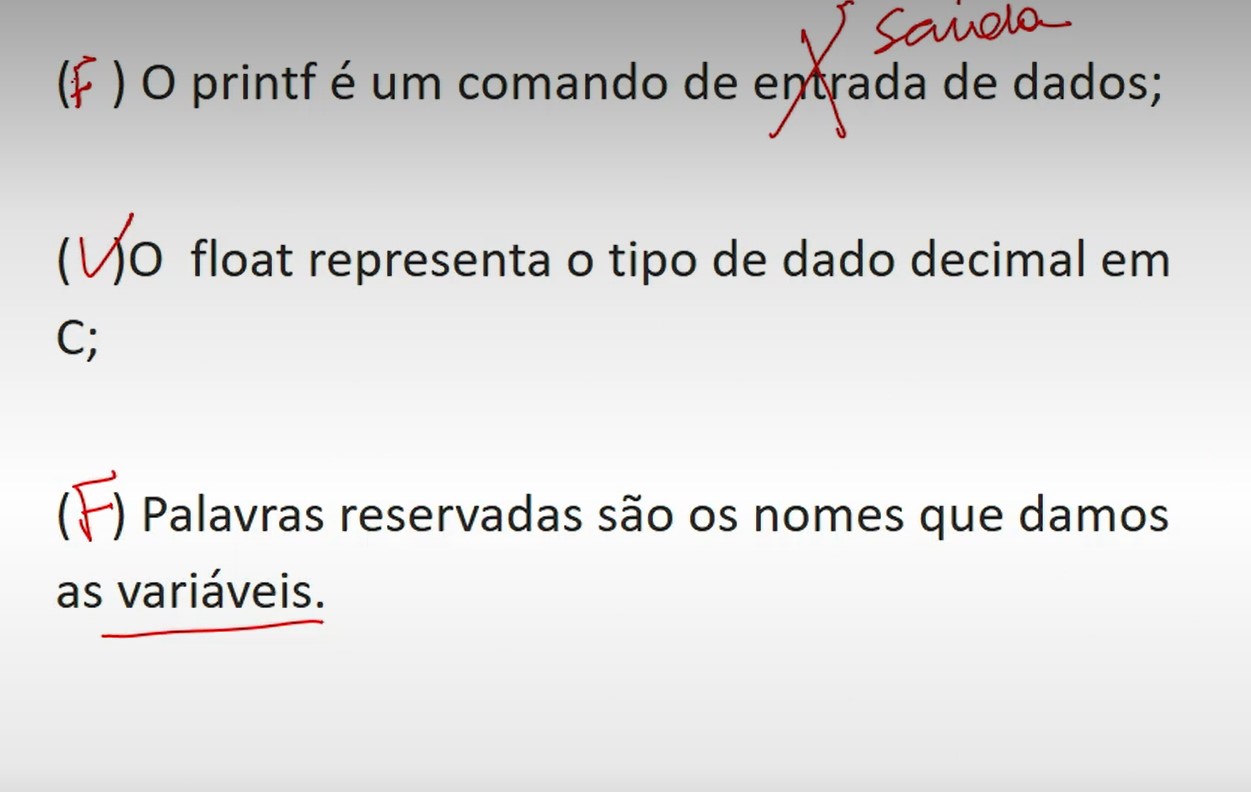 saida
(F) O printf é um comando de entrada de dados;
(V)O float representa o tipo de dado decimal em
C;
(F) Palavras reservadas são os nomes que damos
as variáveis.